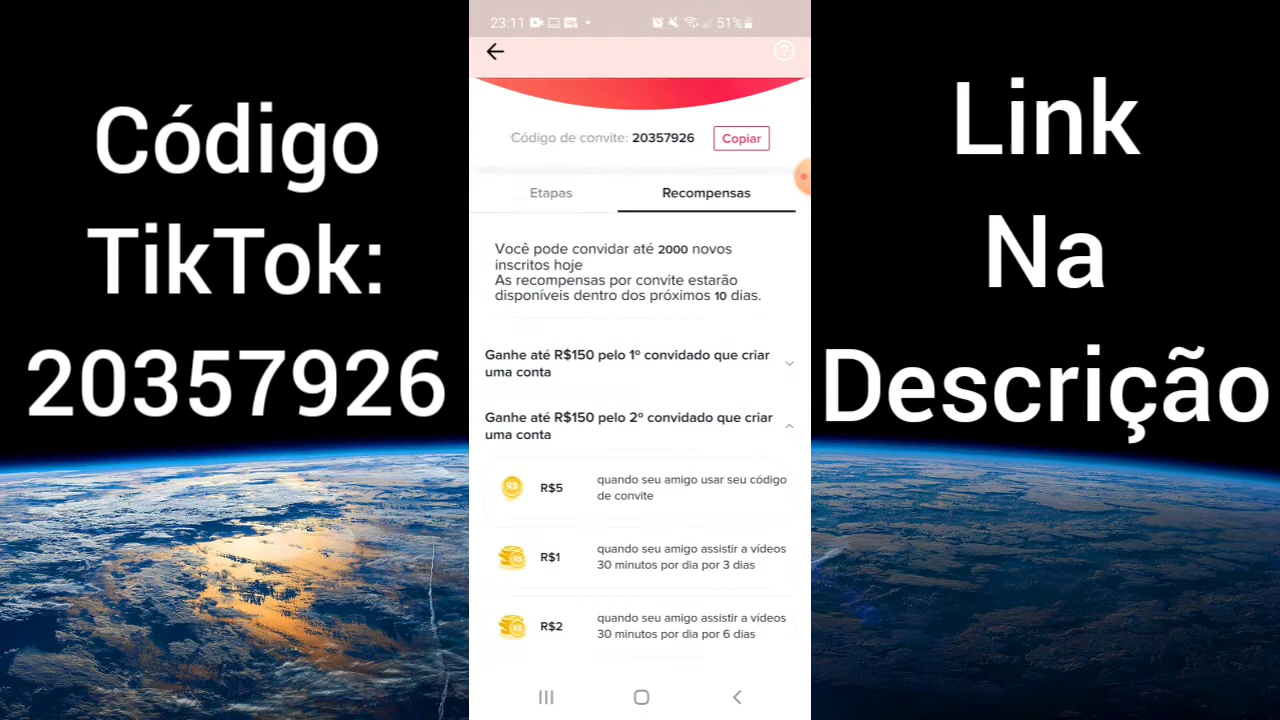 Código
TikTok:
20357926
23:11
51%
Código de convite: 20357926
Copiar
Etapas
Recompensas
Você pode convidar até 2000 novos
inscritos hoje
As recompensas por convite estarão
disponíveis dentro dos próximos 10 dias.
Ganhe até R$150 pelo 1º convidado que criar
uma conta
Ganhe até R$150 pelo 2º convidado que criar
uma conta
R$
R$5
quando seu amigo usar seu código
de convite
R$
R$1
quando seu amigo assistir a vídeos
30 minutos por dia por 3 dias
R$
R$2
quando seu amigo assistir a vídeos
30 minutos por dia por 6 dias
Link
Na
Descrição